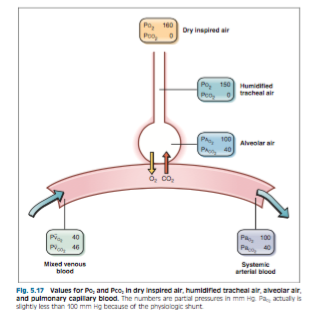 PO2 160
PCO2 0
Dry inspired air
PO2 150
PCO2 0
Humidified
tracheal air
PAO2 100
PACO2 40
Alveolar air
O2 CO2
Pv̄O2 40
Pv̄CO2 46
Mixed venous
blood
PaO2 100
PaCO2 40
Systemic
arterial blood
Fig. 5.17 Values for PO2 and PCO2 in dry inspired air, humidified tracheal air, alveolar air,
and pulmonary capillary blood. The numbers are partial pressures in mm Hg. PaO2 actually is
slightly less than 100 mm Hg because of the physiologic shunt.